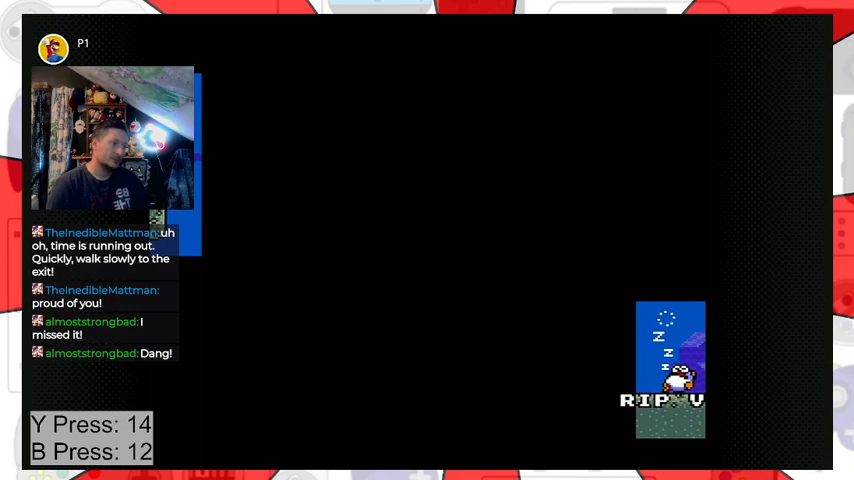 P1
TheInedibleMattman: uh
oh, time is running out.
Quickly, walk slowly to the
exit!
TheInedibleMattman:
proud of you!
almoststrongbad: I
missed it!
almoststrongbad: Dang!
Z
Z
Z
RIP V
Y Press: 14
B Press: 12